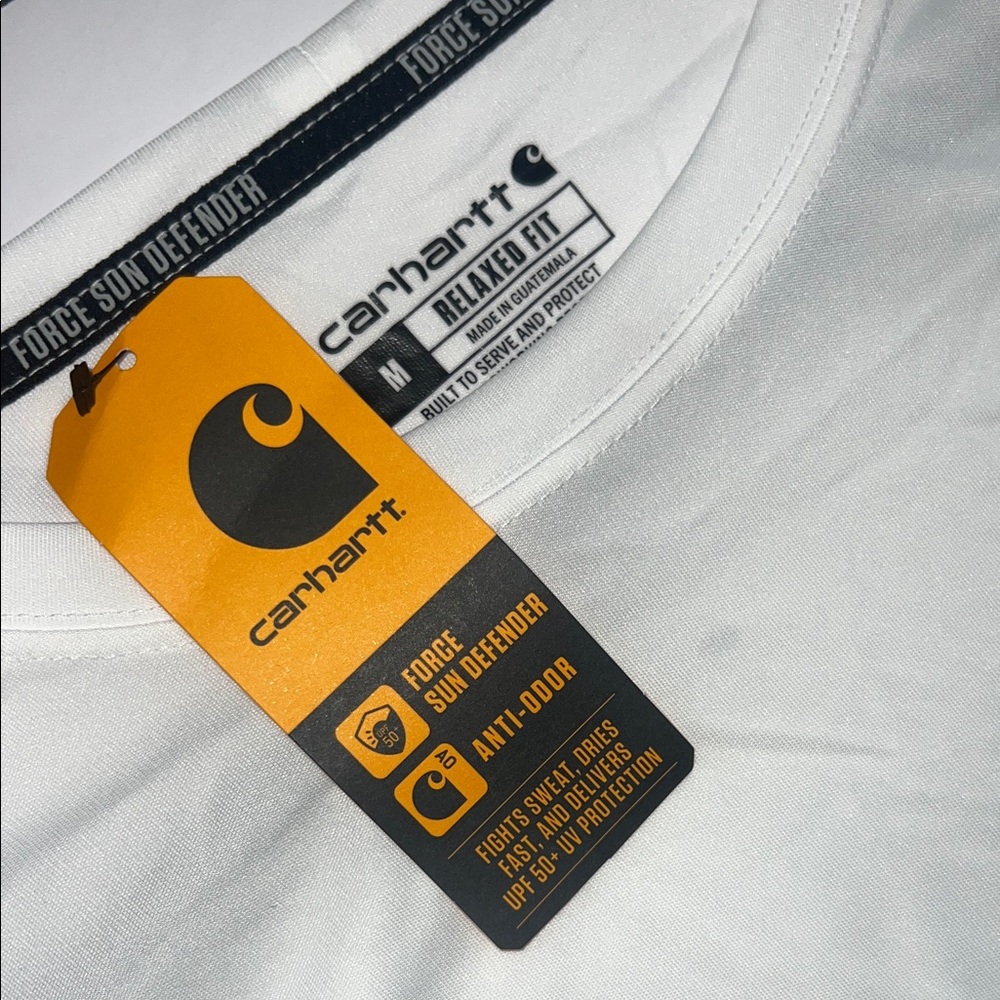 FORCE SUN DEFENDER
FORCE SUN
carhartt
RELAXED FIT
M
MADE IN GUATEMALA
BUILT TO SERVE AND PROTECT
carhartt.
FORCE
SUN DEFENDER
UPF
50+
ANTI-ODOR
AO
FIGHTS SWEAT, DRIES
FAST, AND DELIVERS
UPF 50+ UV PROTECTION